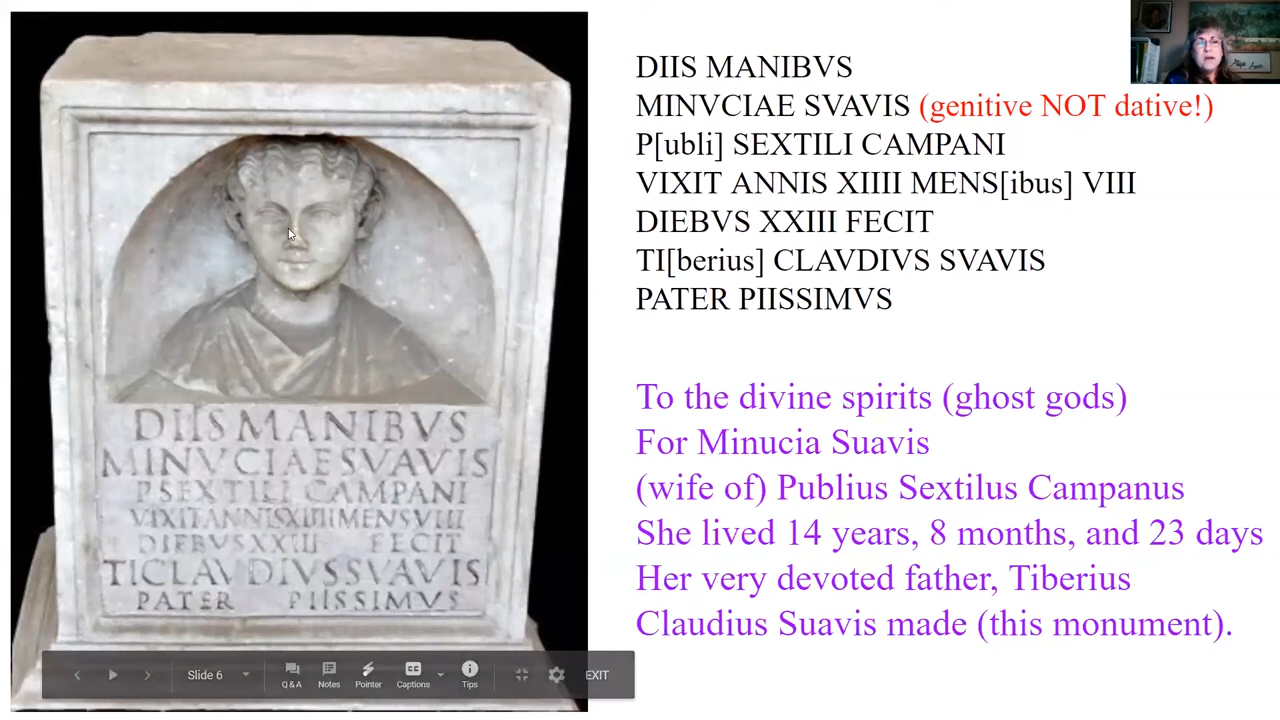 DIIS MANIBVS
MINVCIAE SVAVIS
P SEXTILI CAMPANI
VIXIT ANNIS XIIII MENS VIII
DIEBVS XXIII FECIT
TI CLAVDIVS SVAVIS
PATER PIISSIMVS
DIIS MANIBVS
MINVCIAE SVAVIS (genitive NOT dative!)
P[ubli] SEXTILI CAMPANI
VIXIT ANNIS XIIII MENS[ibus] VIII
DIEBVS XXIII FECIT
TI[berius] CLAVDIVS SVAVIS
PATER PIISSIMVS
To the divine spirits (ghost gods)
For Minucia Suavis
(wife of) Publius Sextilus Campanus
She lived 14 years, 8 months, and 23 days
Her very devoted father, Tiberius
Claudius Suavis made (this monument).
Slide 6
Q & A
Notes
Pointer
Captions
Tips
EXIT